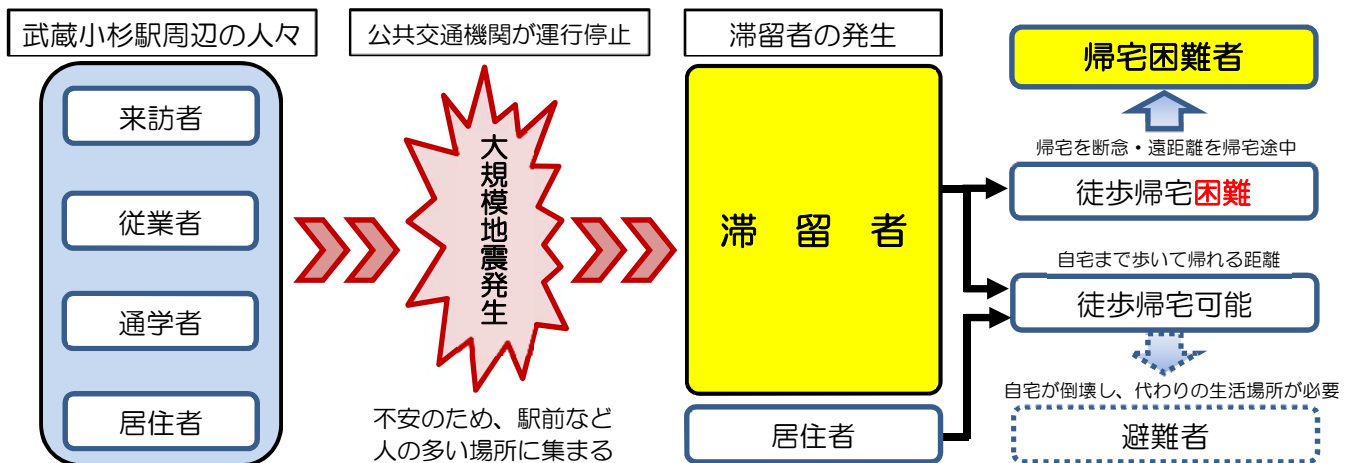 武蔵小杉駅周辺の人々
来訪者
従業者
通学者
居住者
公共交通機関が運行停止
大規模地震発生
不安のため、駅前など
人の多い場所に集まる
滞留者の発生
滞留者
居住者
帰宅困難者
帰宅を断念・遠距離を帰宅途中
徒歩帰宅困難
自宅まで歩いて帰れる距離
徒歩帰宅可能
自宅が倒壊し、代わりの生活場所が必要
避難者